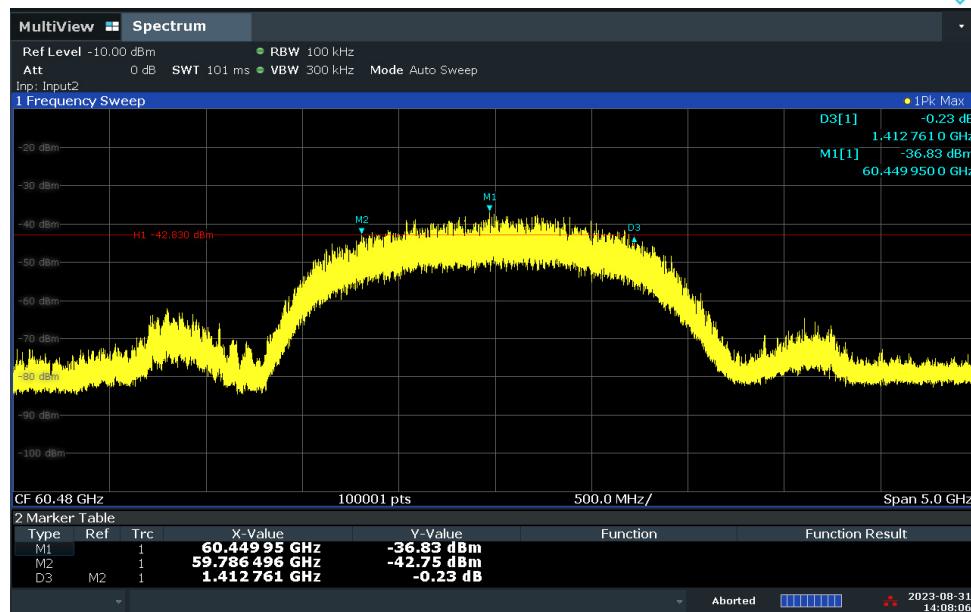 MultiView Spectrum
Ref Level -10.00 dBm RBW 100 kHz
Att 0 dB SWT 101 ms VBW 300 kHz Mode Auto Sweep
Inp: Input2
1 Frequency Sweep 1Pk Max
D3[1] -0.23 dB
1.412 761 0 GHz
M1[1] -36.83 dBm
60.449 950 0 GHz
-20 dBm
-30 dBm
M1
-40 dBm
M2
D3
H1 -42.830 dBm
-50 dBm
-60 dBm
-70 dBm
-80 dBm
-90 dBm
-100 dBm
CF 60.48 GHz 100001 pts 500.0 MHz/ Span 5.0 GHz
2 Marker Table
Type Ref Trc X-Value Y-Value Function Function Result
M1 1 60.449 95 GHz -36.83 dBm
M2 1 59.786 496 GHz -42.75 dBm
D3 M2 1 1.412 761 GHz -0.23 dB
Aborted 2023-08-31
14:08:06